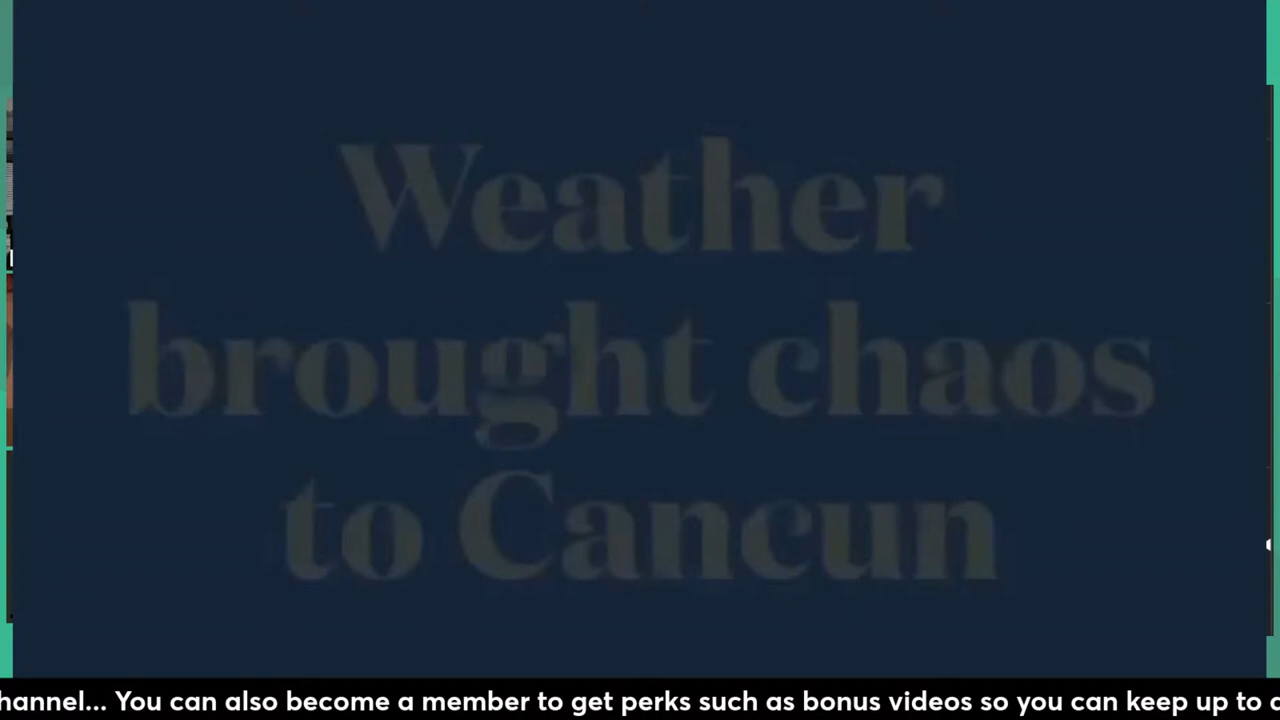 Weather
brought chaos
to Cancun
hannel... You can also become a member to get perks such as bonus videos so you can keep up to